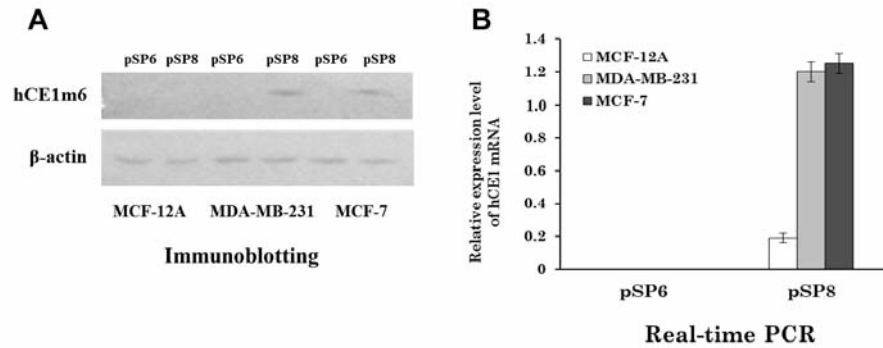 A
pSP6 pSP8 pSP6 pSP8 pSP6 pSP8
hCE1m6
β-actin
MCF-12A MDA-MB-231 MCF-7
Immunoblotting
B
Relative expression level
of hCE1 mRNA
1.4
1.2
1.0
0.8
0.6
0.4
0.2
0
MCF-12A
MDA-MB-231
MCF-7
pSP6 pSP8
Real-time PCR